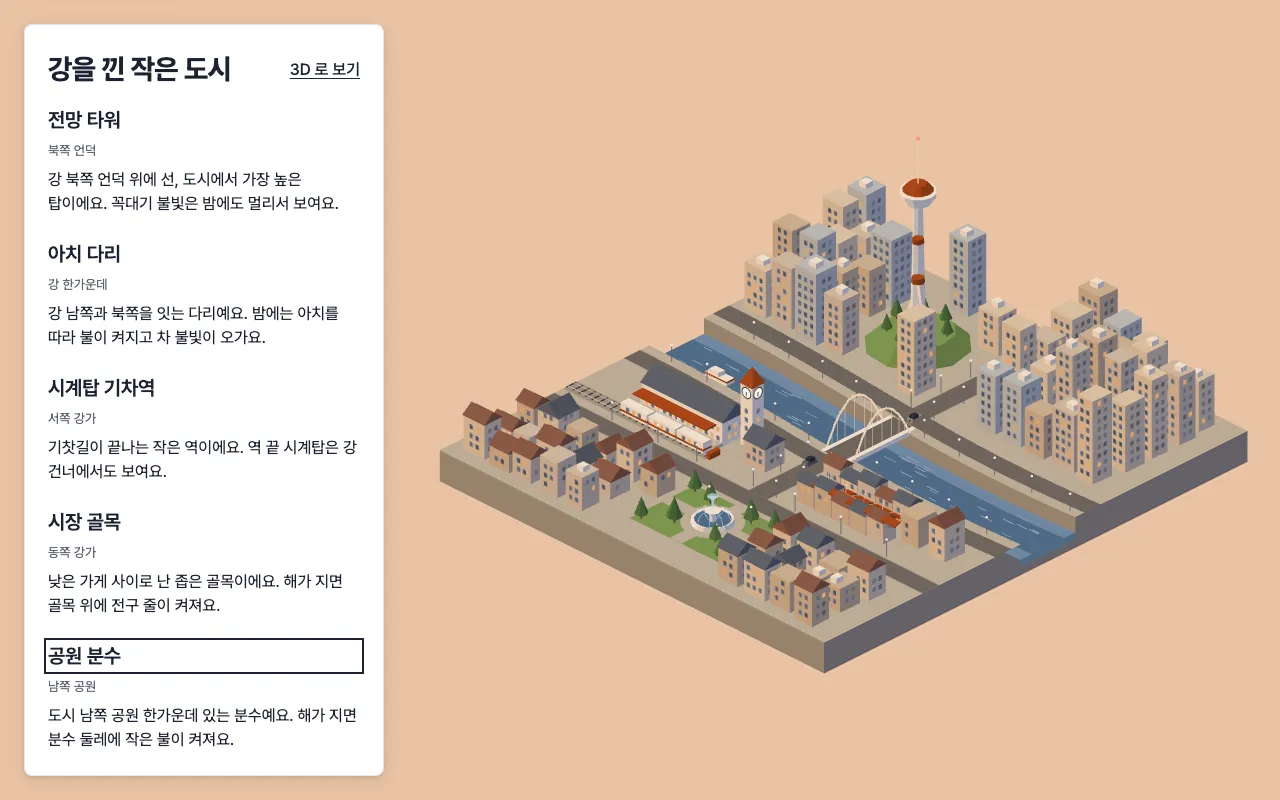 강을 낀 작은 도시
3D 로 보기
전망 타워
북쪽 언덕
강 북쪽 언덕 위에 선, 도시에서 가장 높은
탑이에요. 꼭대기 불빛은 밤에도 멀리서 보여요.
아치 다리
강 한가운데
강 남쪽과 북쪽을 잇는 다리예요. 밤에는 아치를
따라 불이 켜지고 차 불빛이 오가요.
시계탑 기차역
서쪽 강가
기찻길이 끝나는 작은 역이에요. 역 끝 시계탑은 강
건너에서도 보여요.
시장 골목
동쪽 강가
낮은 가게 사이로 난 좁은 골목이에요. 해가 지면
골목 위에 전구 줄이 켜져요.
공원 분수
남쪽 공원
도시 남쪽 공원 한가운데 있는 분수예요. 해가 지면
분수 둘레에 작은 불이 켜져요.